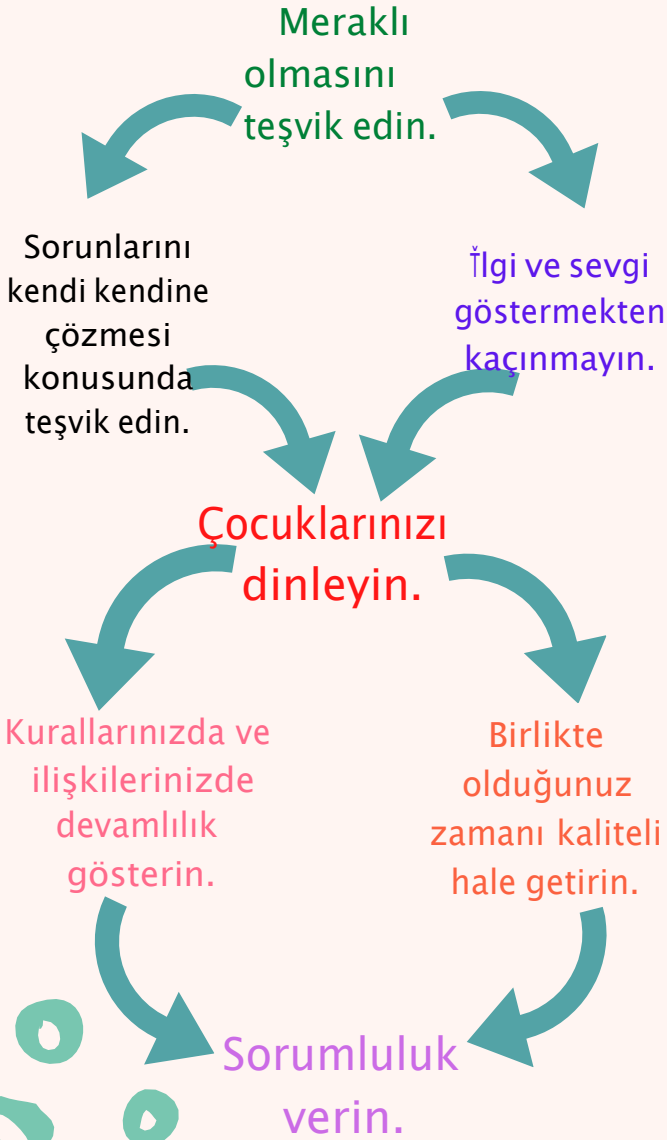 Meraklı
olmasını
teşvik edin.
Sorunlarını
kendi kendine
çözmesi
konusunda
teşvik edin.
İlgi ve sevgi
göstermekten
kaçınmayın.
Çocuklarınızı
dinleyin.
Kurallarınızda ve
ilişkilerinizde
devamlılık
gösterin.
Birlikte
olduğunuz
zamanı kaliteli
hale getirin.
Sorumluluk
verin.